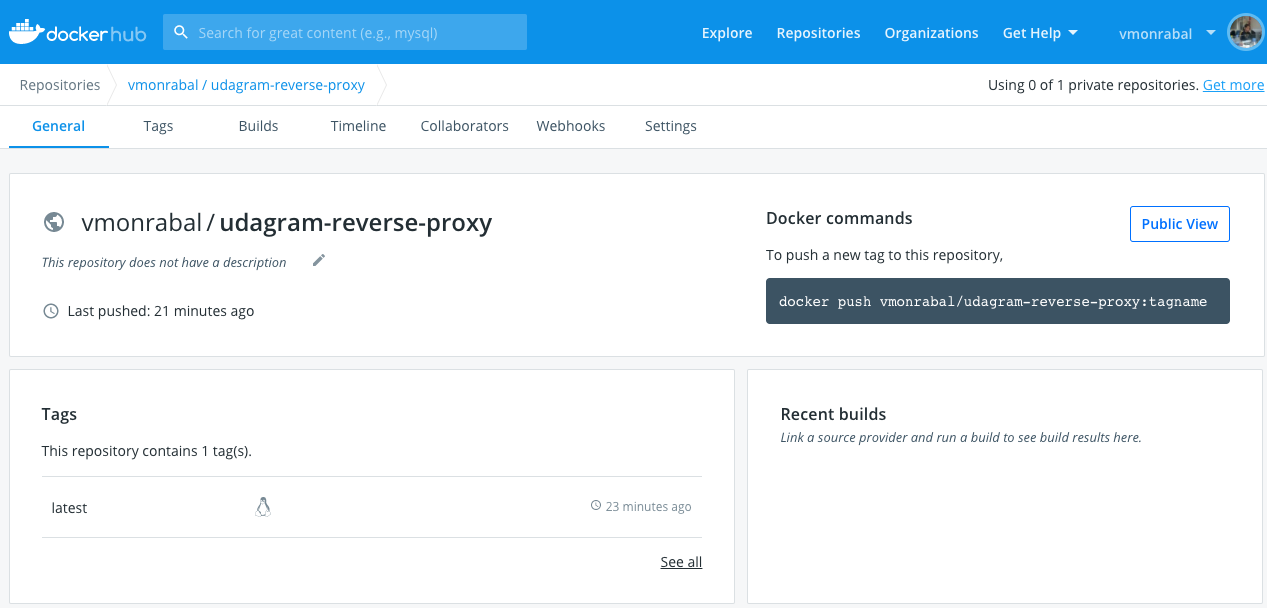 dockerhub Search for great content (e.g., mysql) Explore Repositories Organizations Get Help vmonrabal
Repositories vmonrabal / udagram-reverse-proxy Using 0 of 1 private repositories. Get more
General Tags Builds Timeline Collaborators Webhooks Settings
vmonrabal / udagram-reverse-proxy
This repository does not have a description
Last pushed: 21 minutes ago
Docker commands
Public View
To push a new tag to this repository,
docker push vmonrabal/udagram-reverse-proxy:tagname
Tags
This repository contains 1 tag(s).
latest 23 minutes ago
See all
Recent builds
Link a source provider and run a build to see build results here.